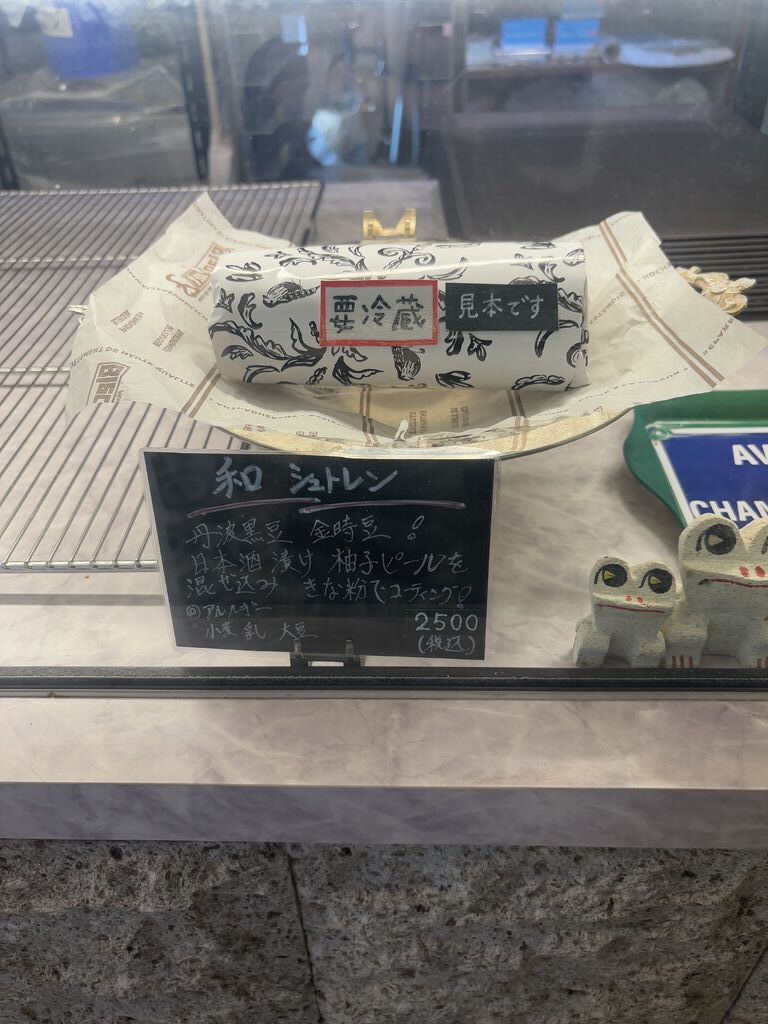 要冷蔵
見本です
和 シュトレン
丹波黒豆 金時豆!
日本酒漬け 柚子ピールを
混ぜ込み きな粉でコーティング!
◎アレルギー
小麦 乳 大豆
2500
(税込)
AV
CHAN